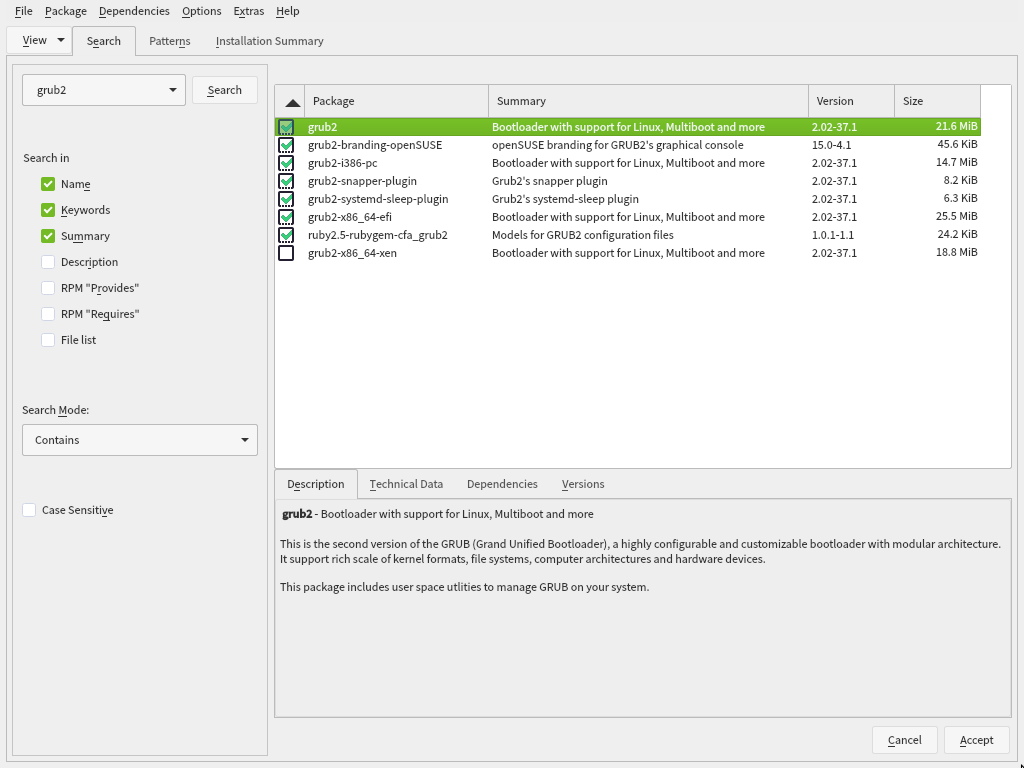 File Package Dependencies Options Extras Help
View Search Patterns Installation Summary
grub2 Search
Search in
Name
Keywords
Summary
Description
RPM "Provides"
RPM "Requires"
File list
Search Mode:
Contains
Case Sensitive
Package Summary Version Size
grub2 Bootloader with support for Linux, Multiboot and more 2.02-37.1 21.6 MiB
grub2-branding-openSUSE openSUSE branding for GRUB2's graphical console 15.0-4.1 45.6 KiB
grub2-i386-pc Bootloader with support for Linux, Multiboot and more 2.02-37.1 14.7 MiB
grub2-snapper-plugin Grub2's snapper plugin 2.02-37.1 8.2 KiB
grub2-systemd-sleep-plugin Grub2's systemd-sleep plugin 2.02-37.1 6.3 KiB
grub2-x86_64-efi Bootloader with support for Linux, Multiboot and more 2.02-37.1 25.5 MiB
ruby2.5-rubygem-cfa_grub2 Models for GRUB2 configuration files 1.0.1-1.1 24.2 KiB
grub2-x86_64-xen Bootloader with support for Linux, Multiboot and more 2.02-37.1 18.8 MiB
Description Technical Data Dependencies Versions
grub2 - Bootloader with support for Linux, Multiboot and more
This is the second version of the GRUB (Grand Unified Bootloader), a highly configurable and customizable bootloader with modular architecture.
It support rich scale of kernel formats, file systems, computer architectures and hardware devices.
This package includes user space utlities to manage GRUB on your system.
Cancel Accept